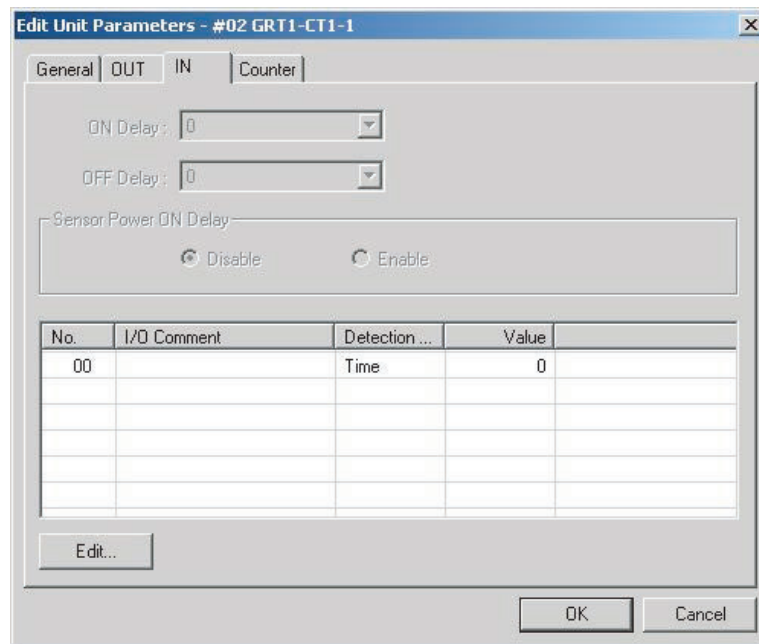 Edit Unit Parameters - #02 GRT1-CT1-1
General OUT IN Counter
ON Delay: 0
OFF Delay: 0
Sensor Power ON Delay
Disable Enable
No. I/O Comment Detection ... Value
00 Time 0
Edit...
OK Cancel